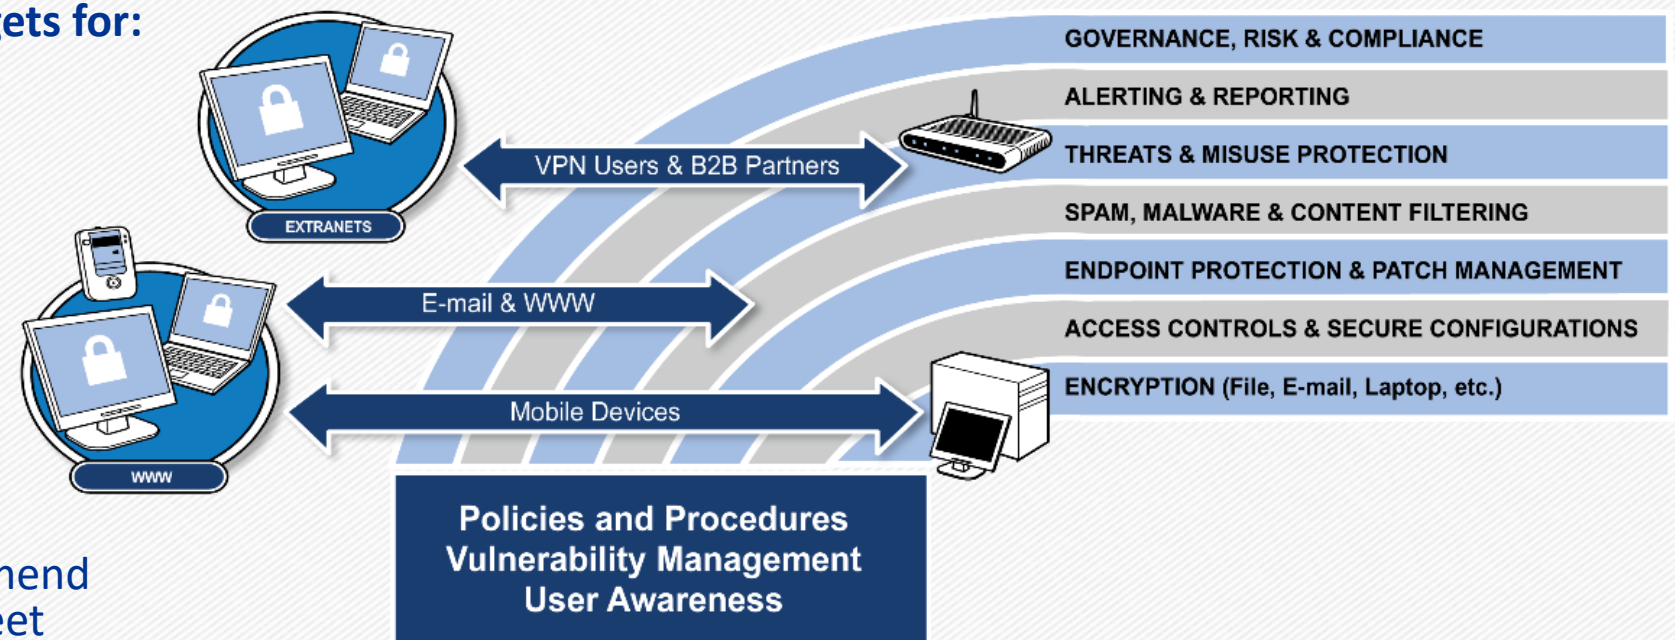 gets for:
GOVERNANCE, RISK & COMPLIANCE
ALERTING & REPORTING
VPN Users & B2B Partners
THREATS & MISUSE PROTECTION
EXTRANETS
SPAM, MALWARE & CONTENT FILTERING
ENDPOINT PROTECTION & PATCH MANAGEMENT
E-mail & WWW
ACCESS CONTROLS & SECURE CONFIGURATIONS
ENCRYPTION (File, E-mail, Laptop, etc.)
Mobile Devices
WWW
Policies and Procedures
Vulnerability Management
User Awareness
mend
eet